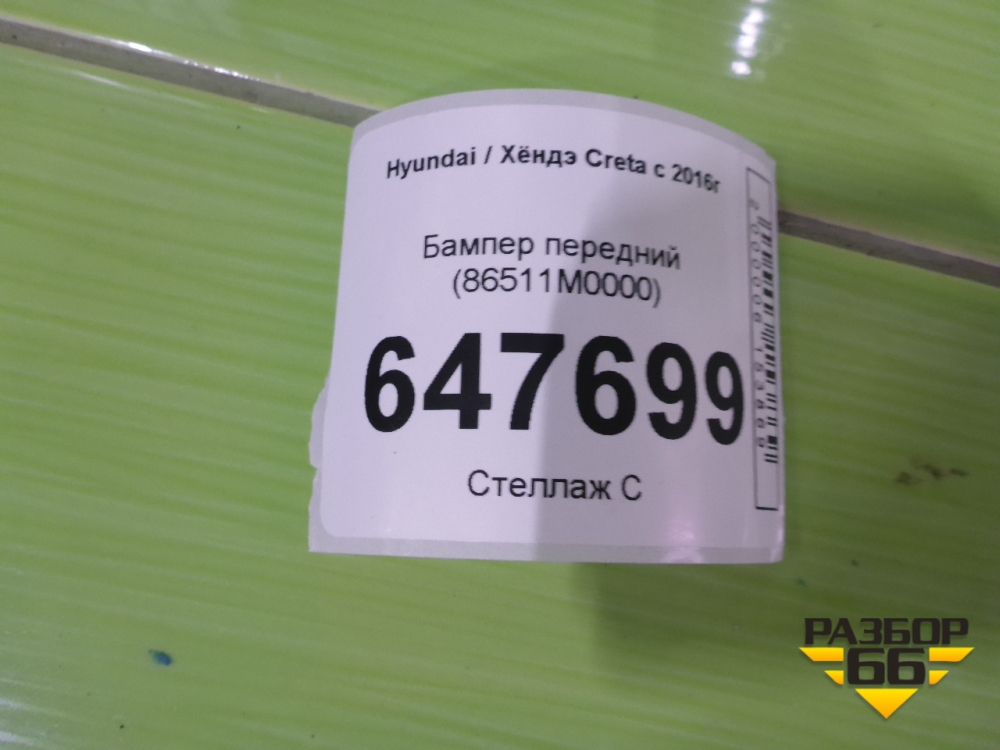 Hyundai / Хёндэ Creta с 2016г
Бампер передний
(86511M0000)
647699
Стеллаж С
РАЗБОР
66